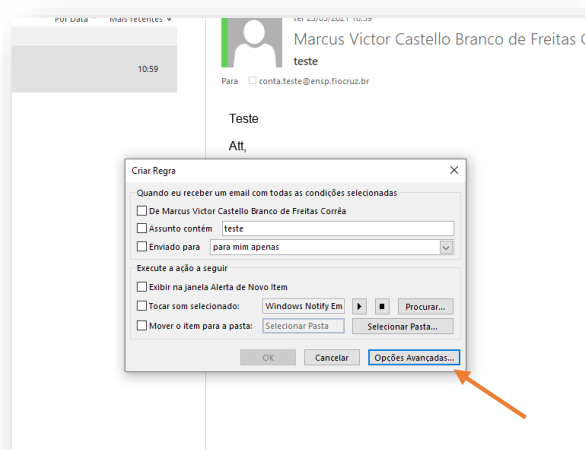 Por Data Mais recentes
ter 23/03/2021 10:59
Marcus Victor Castello Branco de Freitas C
teste
10:59
Para conta.teste@ensp.fiocruz.br
Teste
Att,
Criar Regra
Quando eu receber um email com todas as condições selecionadas
De Marcus Victor Castello Branco de Freitas Corrêa
Assunto contém teste
Enviado para para mim apenas
Execute a ação a seguir
Exibir na janela Alerta de Novo Item
Tocar som selecionado: Windows Notify Em Procurar...
Mover o item para a pasta: Selecionar Pasta Selecionar Pasta...
OK Cancelar Opções Avançadas...